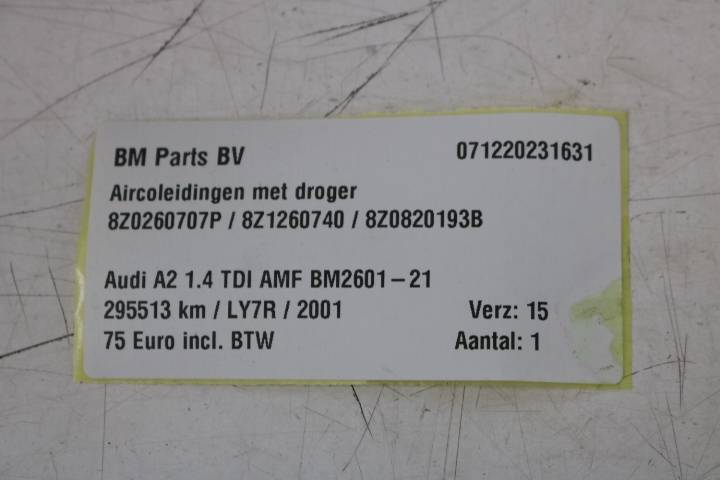 BM Parts BV 071220231631
Aircoleidingen met droger
8Z0260707P / 8Z1260740 / 8Z0820193B
Audi A2 1.4 TDI AMF BM2601-21
295513 km / LY7R / 2001 Verz: 15
75 Euro incl. BTW Aantal: 1